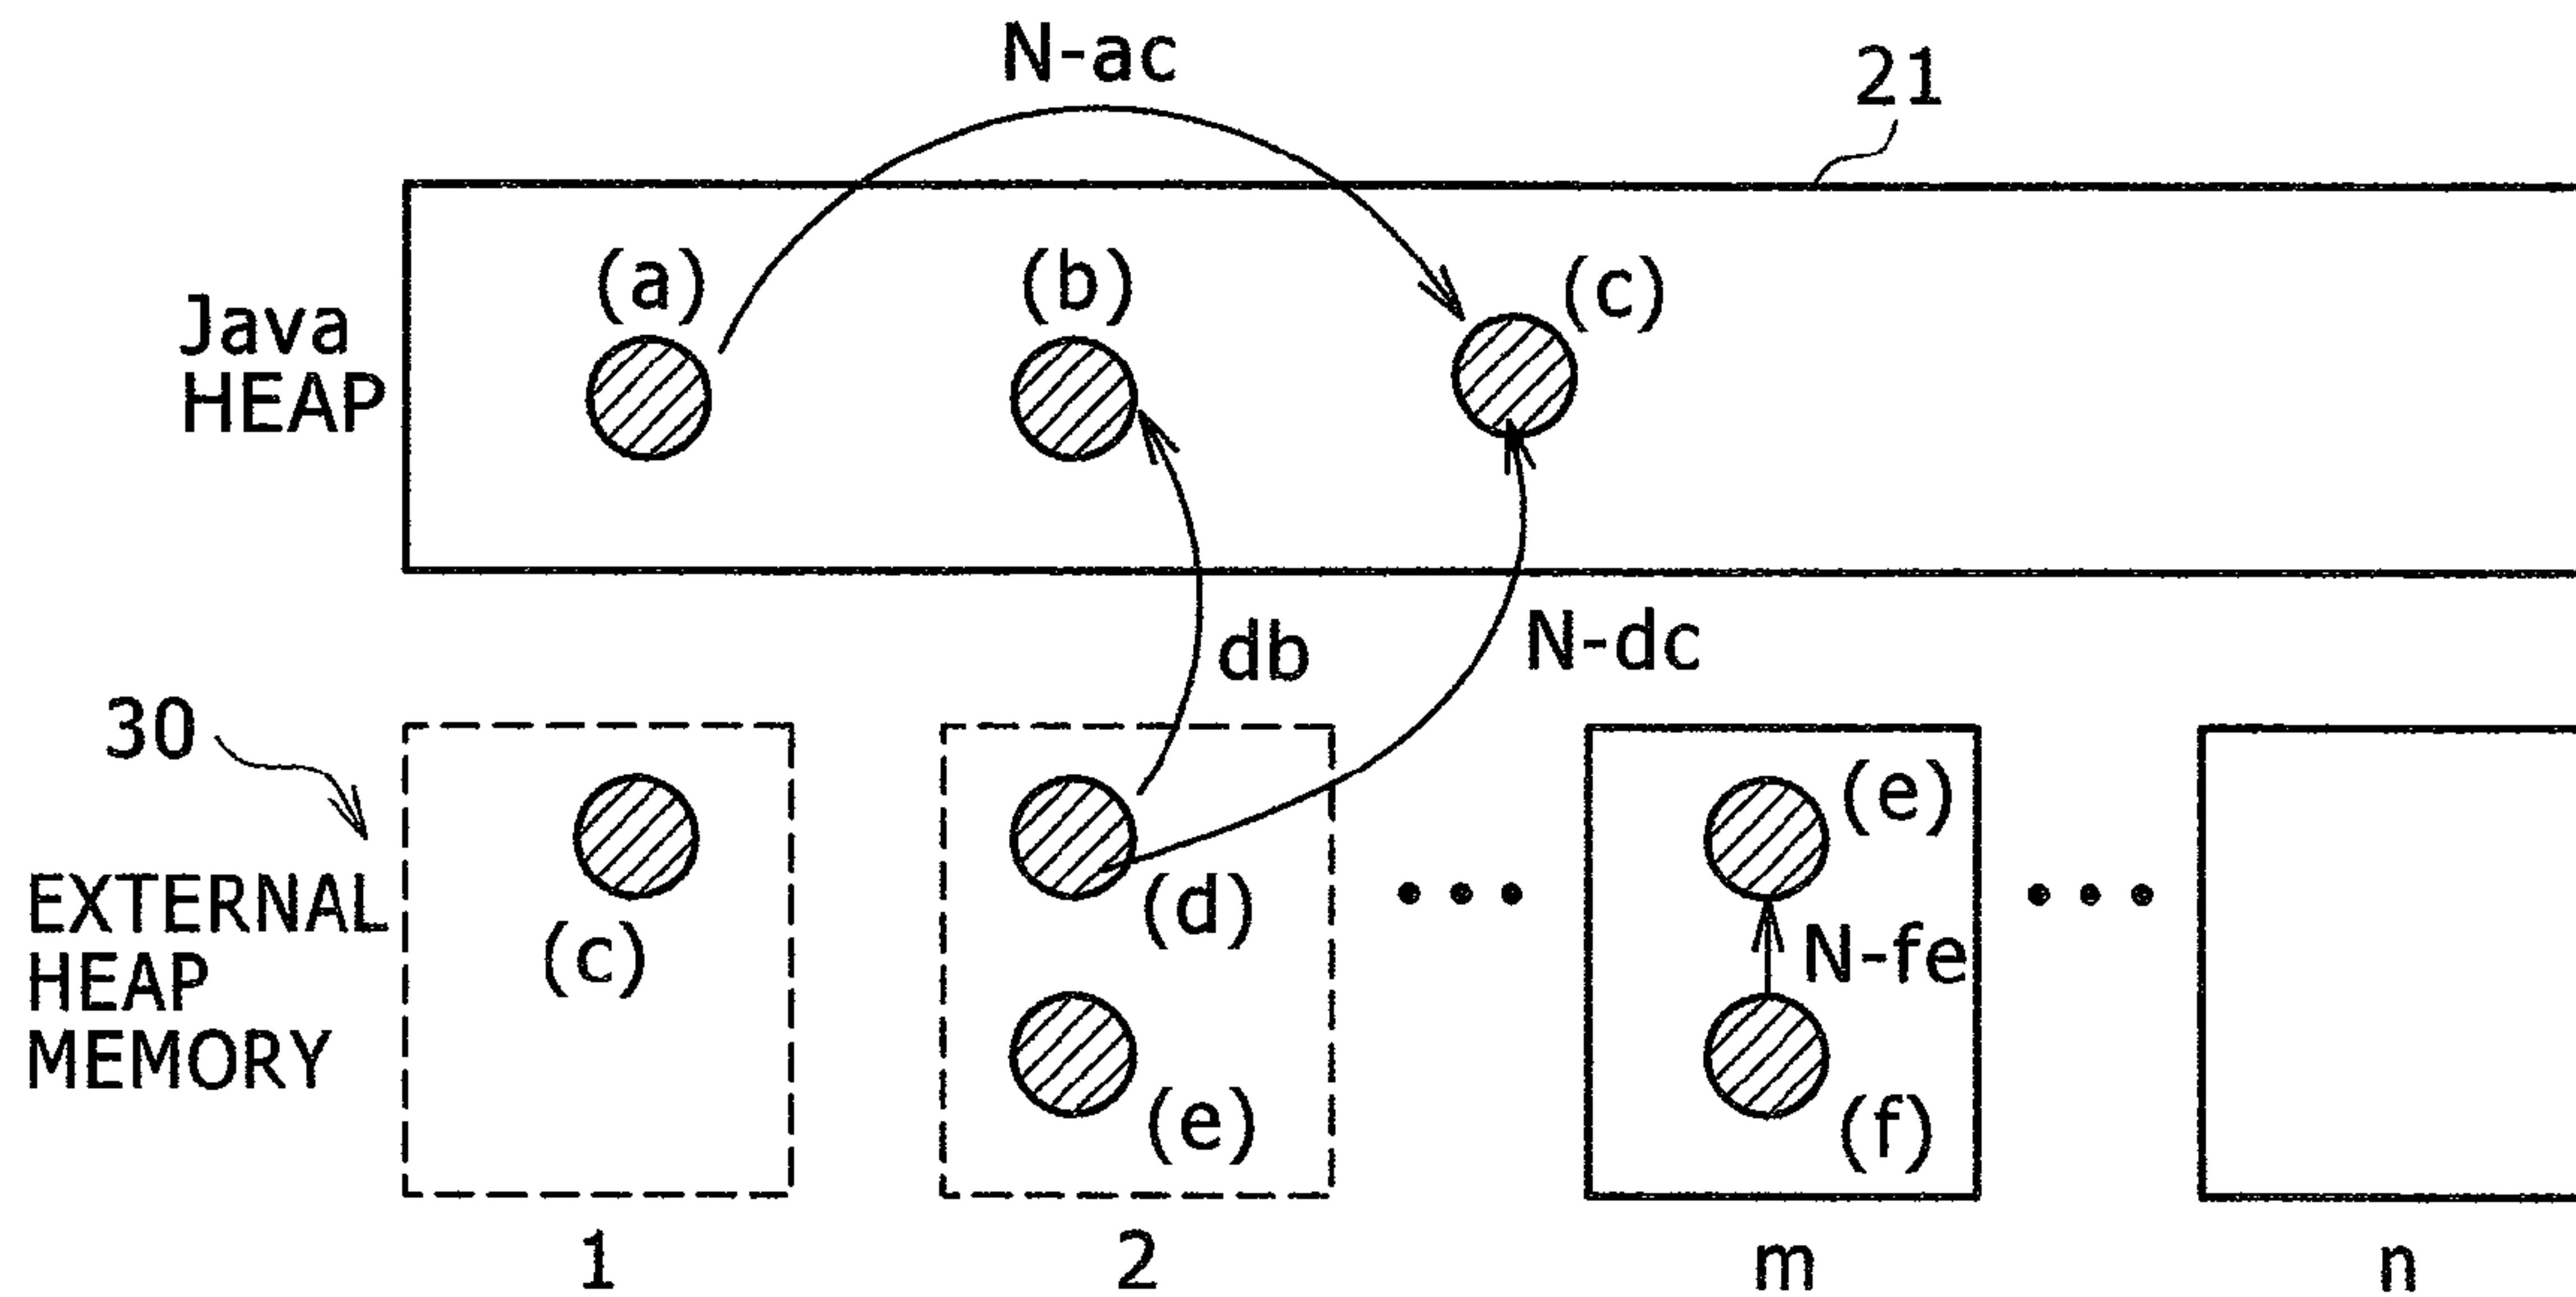 N-ac
21
(a)
(b)
(c)
Java
HEAP
db
N-dc
30
EXTERNAL
HEAP
MEMORY
(c)
(d)
(e)
(e)
N-fe
(f)
1
2
m
n